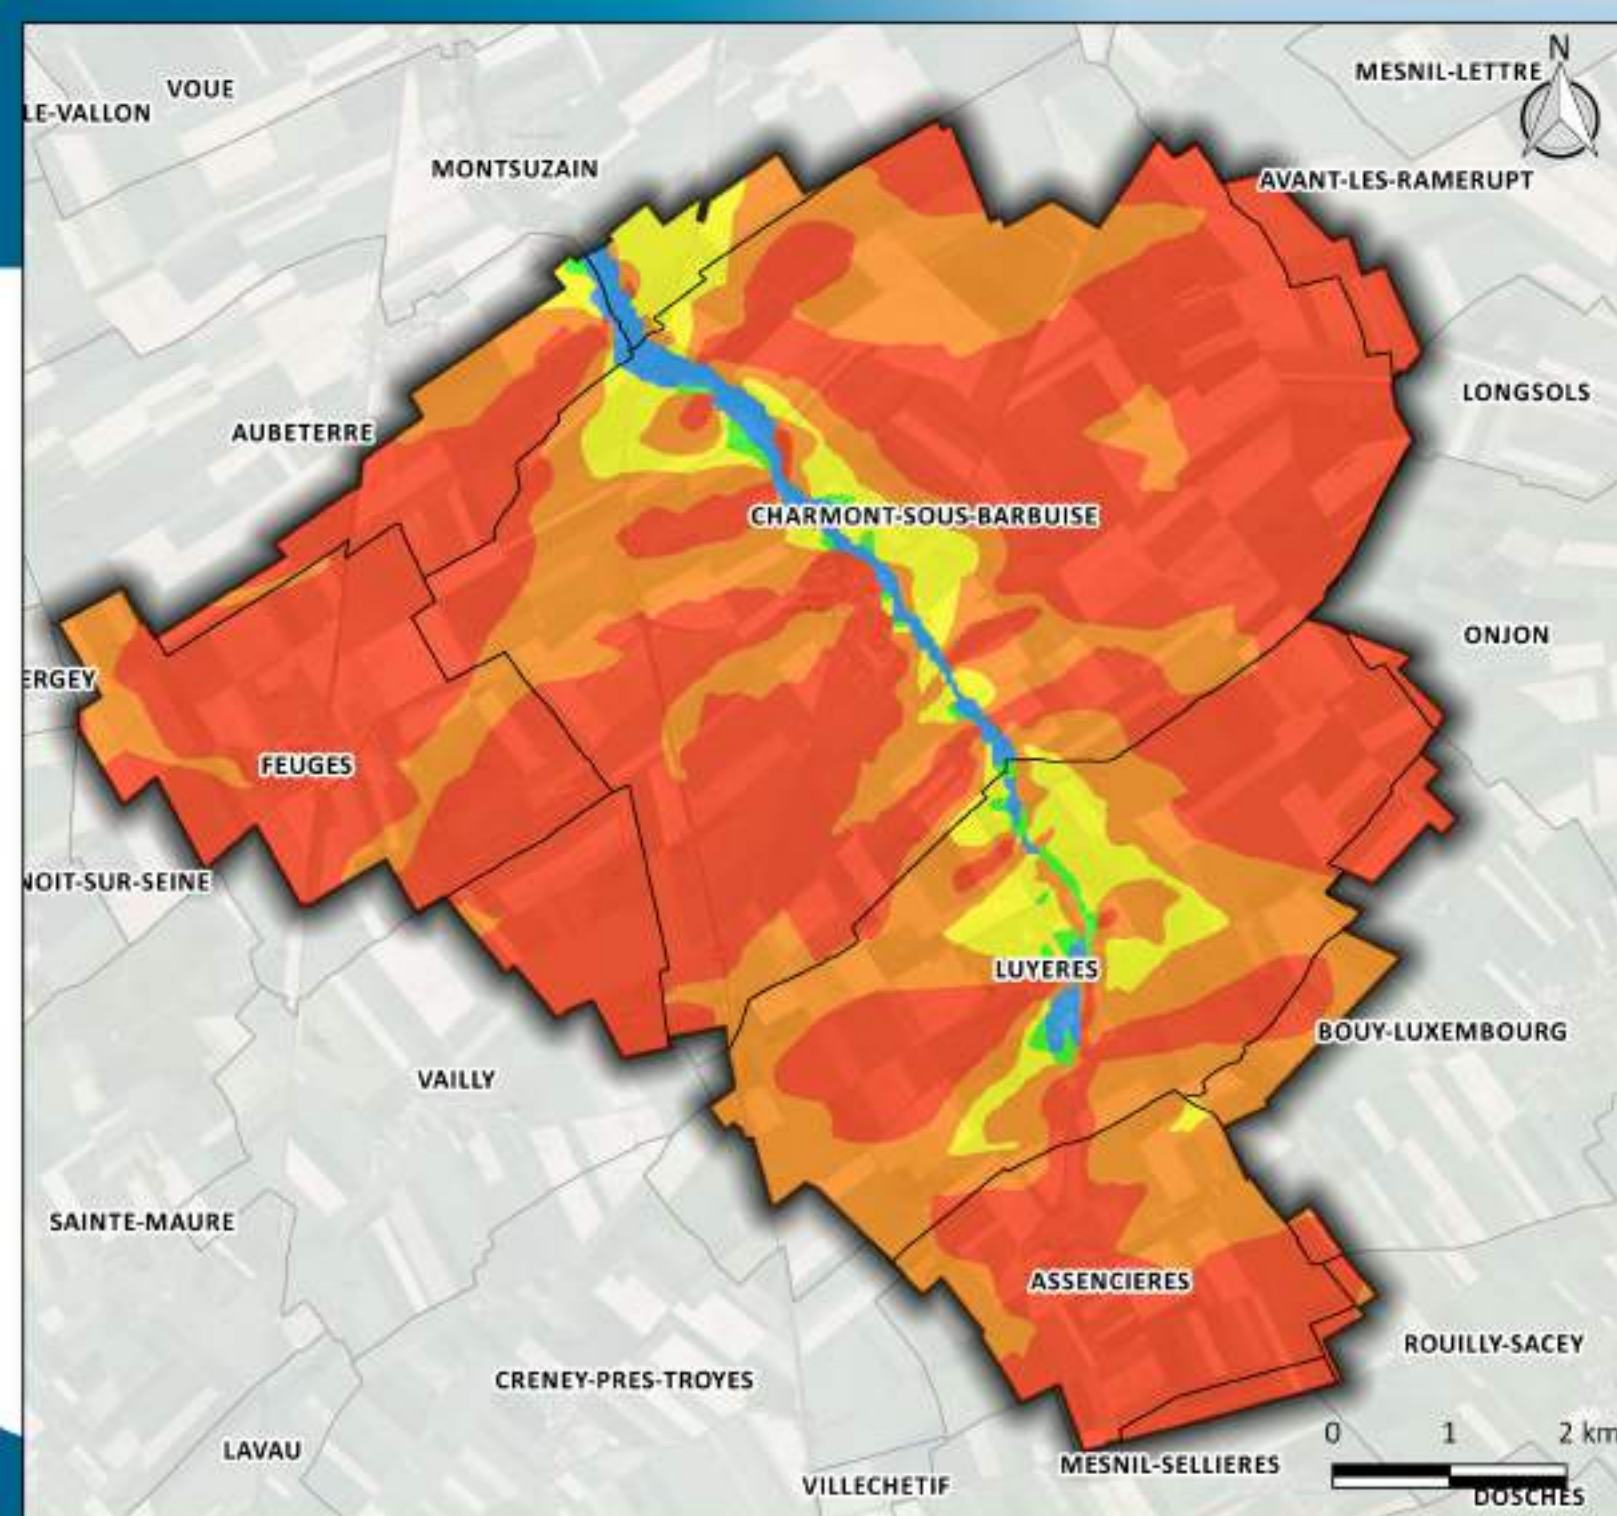 N
MESNIL-LETTRE
VOUE
LE-VALLON
MONTSUZAIN
AVANT-LES-RAMERUPT
LONGSOLS
AUBETERRE
CHARMONT-SOUS-BARBUISE
ONJON
ERGEY
FEUGES
NOIT-SUR-SEINE
LUYERES
BOUY-LUXEMBOURG
VAILLY
SAINTE-MAURE
ASSENCIERES
ROUILLY-SACEY
CRENEY-PRES-TROYES
0 1 2 km
LAVAU
MESNIL-SELLIERES
VILLECHETIF
DOSCHES